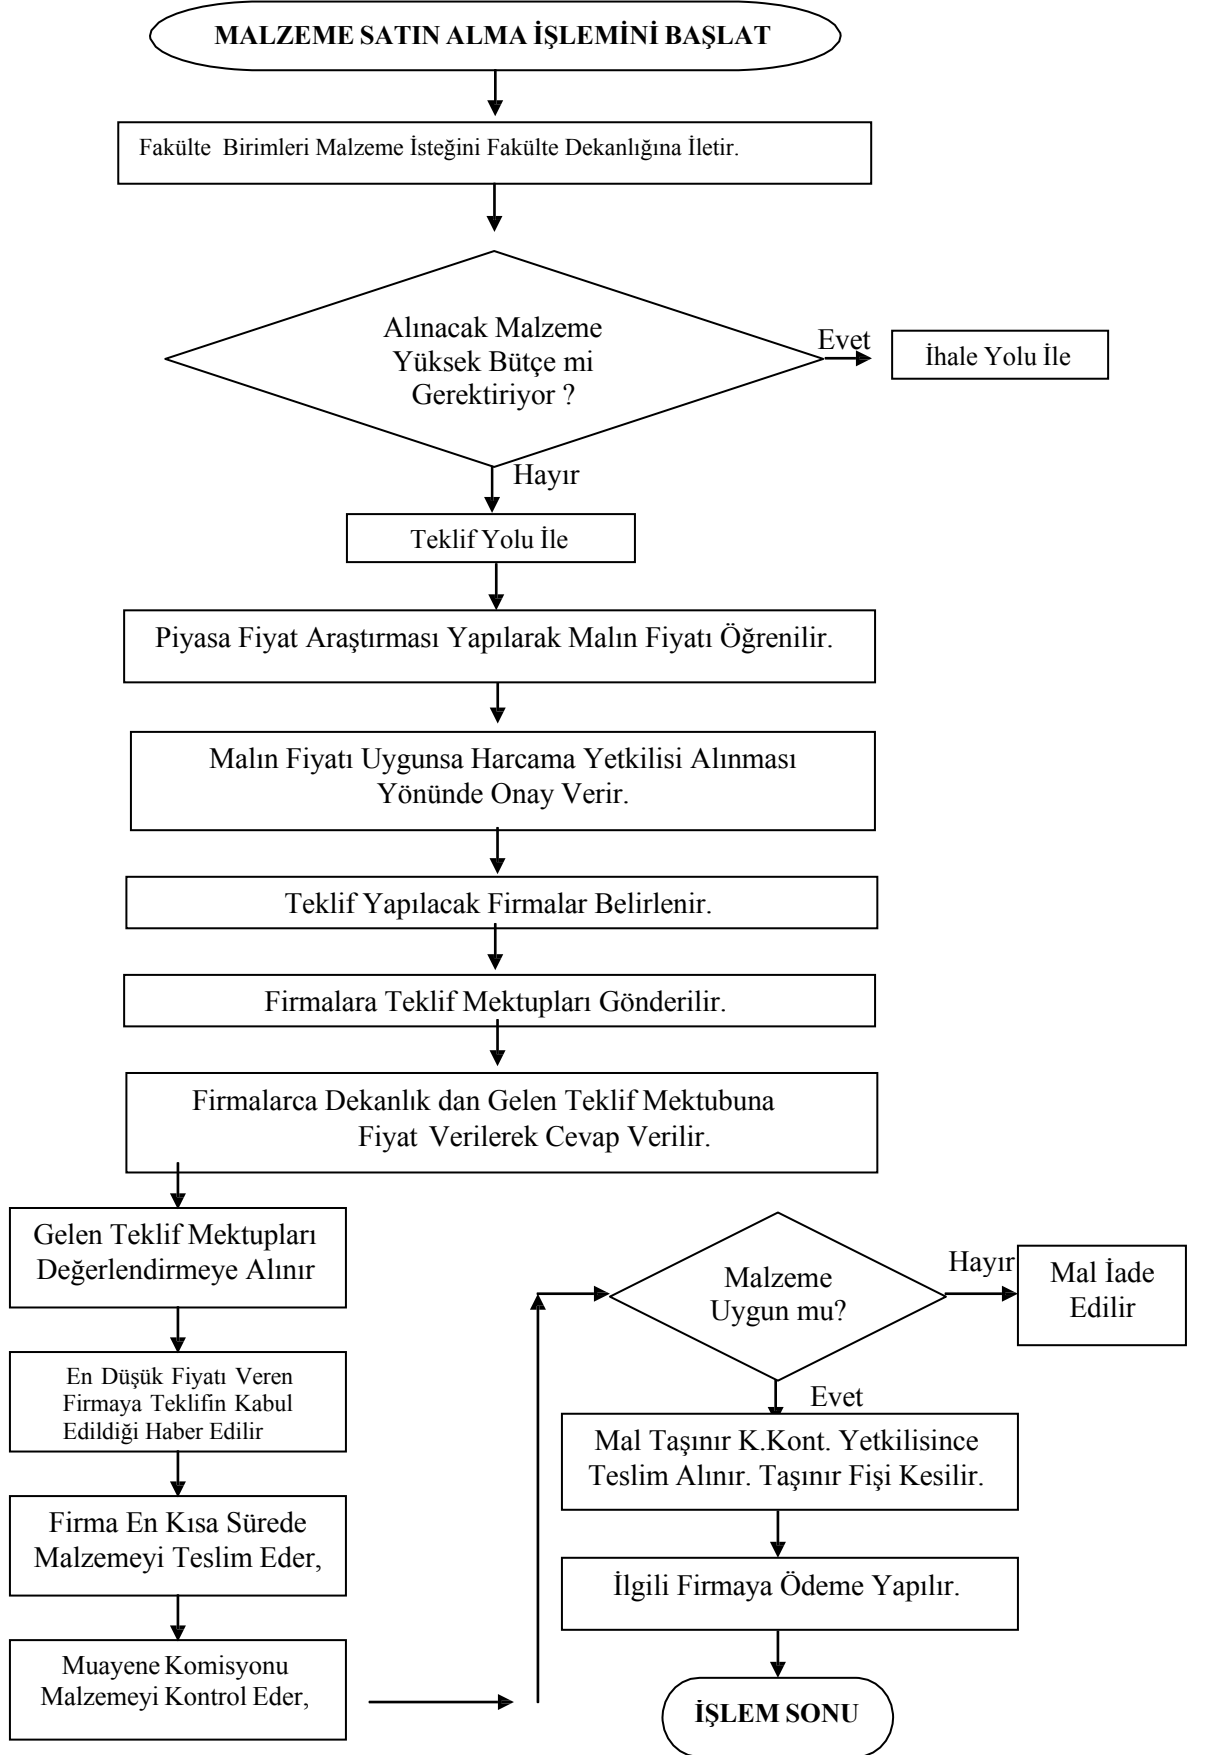 MALZEME SATIN ALMA İŞLEMİNİ BAŞLAT
Fakülte Birimleri Malzeme İsteğini Fakülte Dekanlığına İletir.
Alınacak Malzeme
Yüksek Bütçe mi
Gerektiriyor ?
Evet
İhale Yolu İle
Hayır
Teklif Yolu İle
Piyasa Fiyat Araştırması Yapılarak Malın Fiyatı Öğrenilir.
Malın Fiyatı Uygunsa Harcama Yetkilisi Alınması
Yönünde Onay Verir.
Teklif Yapılacak Firmalar Belirlenir.
Firmalara Teklif Mektupları Gönderilir.
Firmalarca Dekanlık dan Gelen Teklif Mektubuna
Fiyat Verilerek Cevap Verilir.
Gelen Teklif Mektupları
Değerlendirmeye Alınır
En Düşük Fiyatı Veren
Firmaya Teklifin Kabul
Edildiği Haber Edilir
Firma En Kısa Sürede
Malzemeyi Teslim Eder,
Muayene Komisyonu
Malzemeyi Kontrol Eder,
Malzeme
Uygun mu?
Hayır
Mal İade
Edilir
Evet
Mal Taşınır K.Kont. Yetkilisince
Teslim Alınır. Taşınır Fişi Kesilir.
İlgili Firmaya Ödeme Yapılır.
İŞLEM SONU